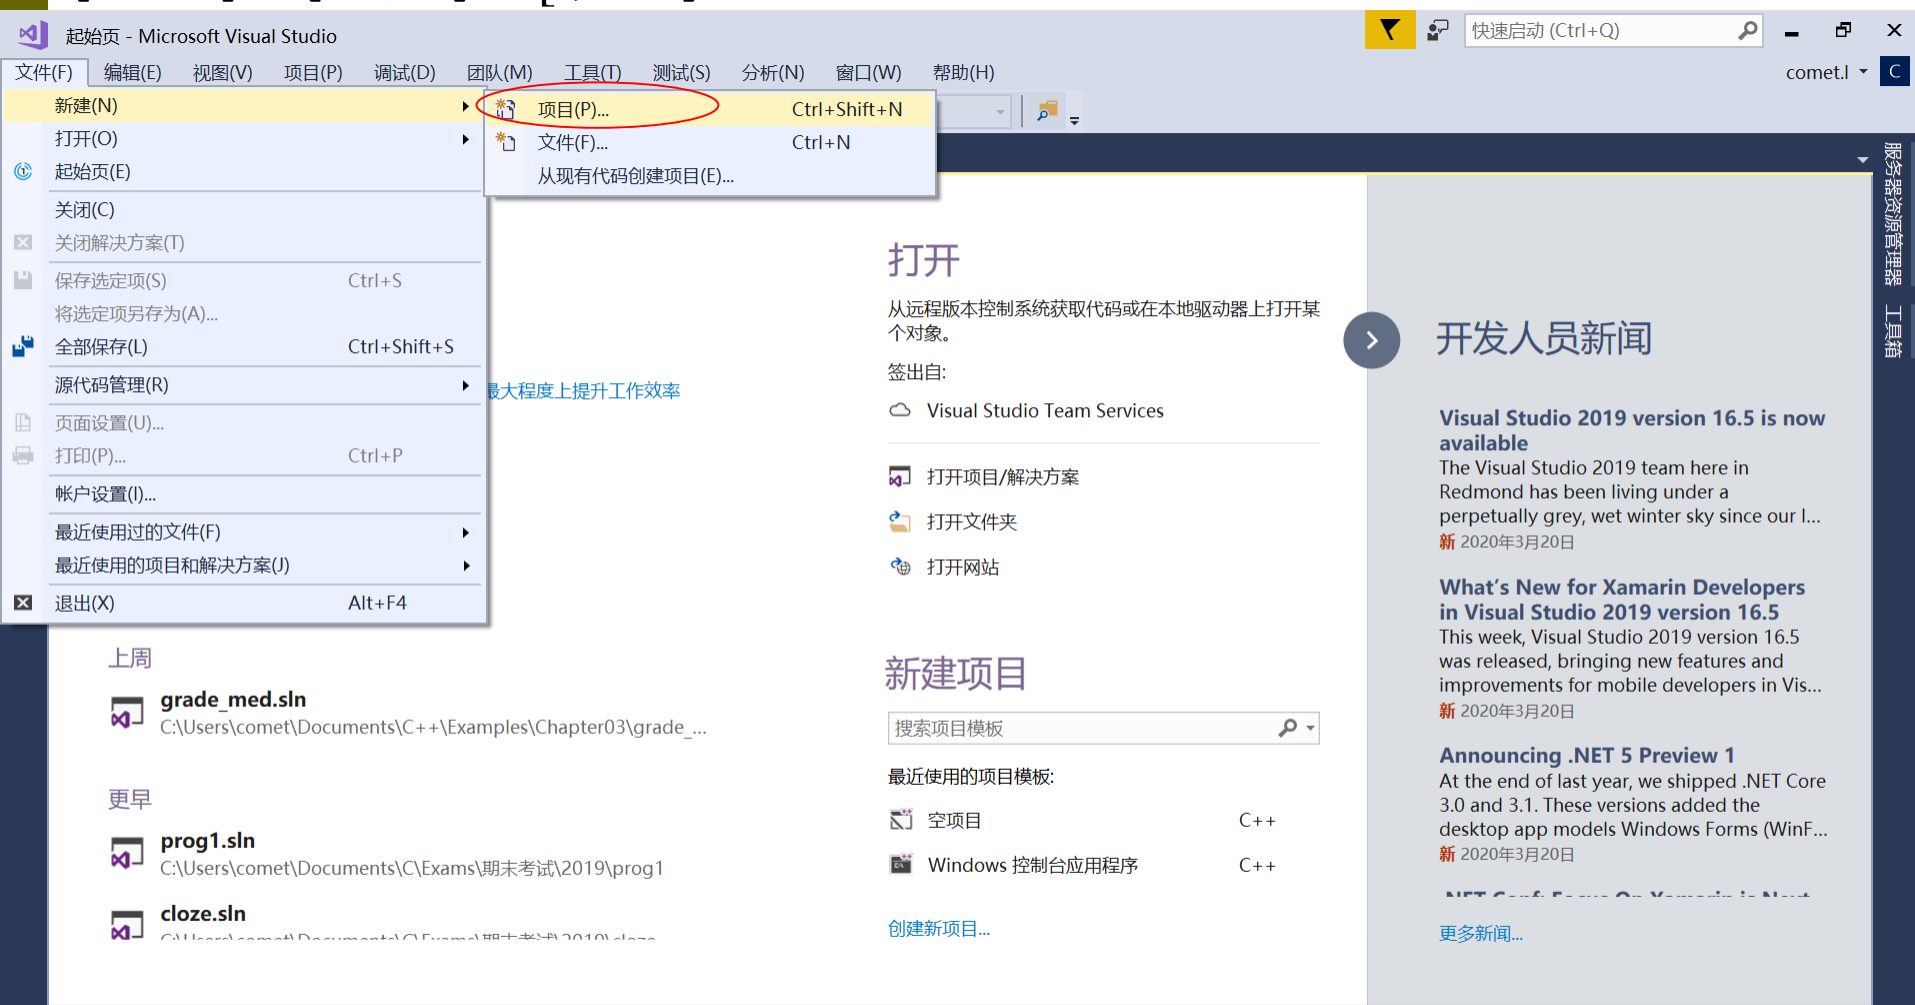 起始页 - Microsoft Visual Studio
快速启动 (Ctrl+Q)
文件(F) 编辑(E) 视图(V) 项目(P) 调试(D) 团队(M) 工具(T) 测试(S) 分析(N) 窗口(W) 帮助(H)
comet.l
C
新建(N)
打开(O)
起始页(E)
关闭(C)
关闭解决方案(T)
保存选定项(S) Ctrl+S
将选定项另存为(A)...
全部保存(L) Ctrl+Shift+S
源代码管理(R)
页面设置(U)...
打印(P)... Ctrl+P
帐户设置(I)...
最近使用过的文件(F)
最近使用的项目和解决方案(J)
退出(X) Alt+F4
项目(P)... Ctrl+Shift+N
文件(F)... Ctrl+N
从现有代码创建项目(E)...
最大程度上提升工作效率
上周
grade_med.sln
C:\Users\comet\Documents\C++\Examples\Chapter03\grade_...
更早
prog1.sln
C:\Users\comet\Documents\C\Exams\期末考试\2019\prog1
cloze.sln
C:\Users\comet\Documents\C\Exams\期末考试\2019\cloze
打开
从远程版本控制系统获取代码或在本地驱动器上打开某
个对象。
签出自:
Visual Studio Team Services
打开项目/解决方案
打开文件夹
打开网站
新建项目
搜索项目模板
最近使用的项目模板:
空项目 C++
Windows 控制台应用程序 C++
创建新项目...
开发人员新闻
Visual Studio 2019 version 16.5 is now
available
The Visual Studio 2019 team here in
Redmond has been living under a
perpetually grey, wet winter sky since our l...
新 2020年3月20日
What's New for Xamarin Developers
in Visual Studio 2019 version 16.5
This week, Visual Studio 2019 version 16.5
was released, bringing new features and
improvements for mobile developers in Vis...
新 2020年3月20日
Announcing .NET 5 Preview 1
At the end of last year, we shipped .NET Core
3.0 and 3.1. These versions added the
desktop app models Windows Forms (WinF...
新 2020年3月20日
.NET Conf: Focus On Xamarin is Next
更多新闻...
服务器资源管理器
工具箱